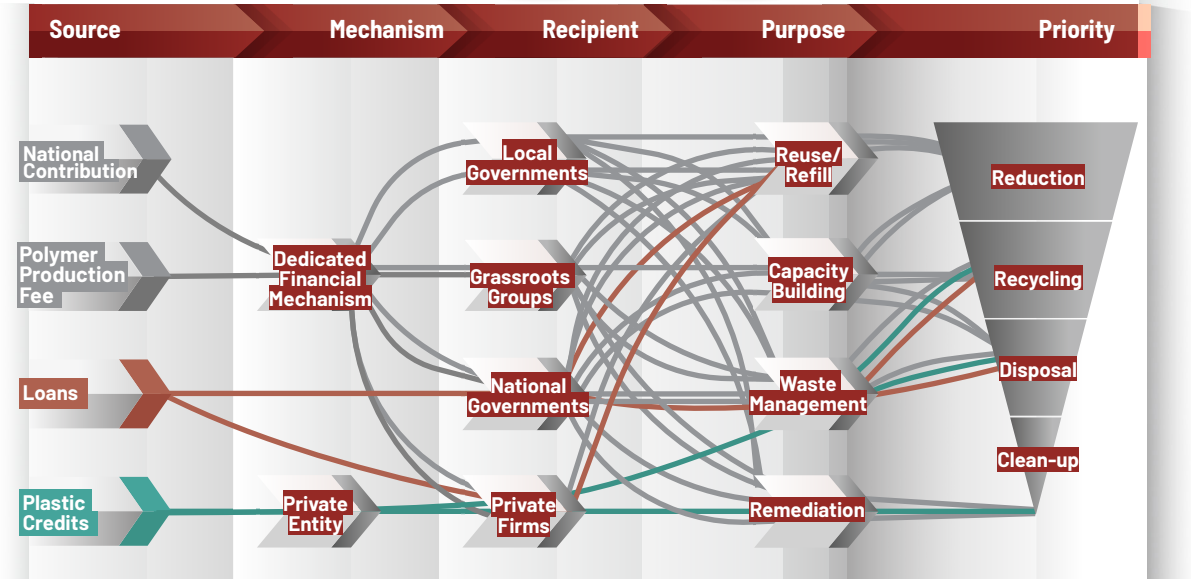 Source
Mechanism
Recipient
Purpose
Priority
National
Contribution
Polymer
Production
Fee
Loans
Plastic
Credits
Dedicated
Financial
Mechanism
Private
Entity
Local
Governments
Grassroots
Groups
National
Governments
Private
Firms
Reuse/
Refill
Capacity
Building
Waste
Management
Remediation
Reduction
Recycling
Disposal
Clean-up